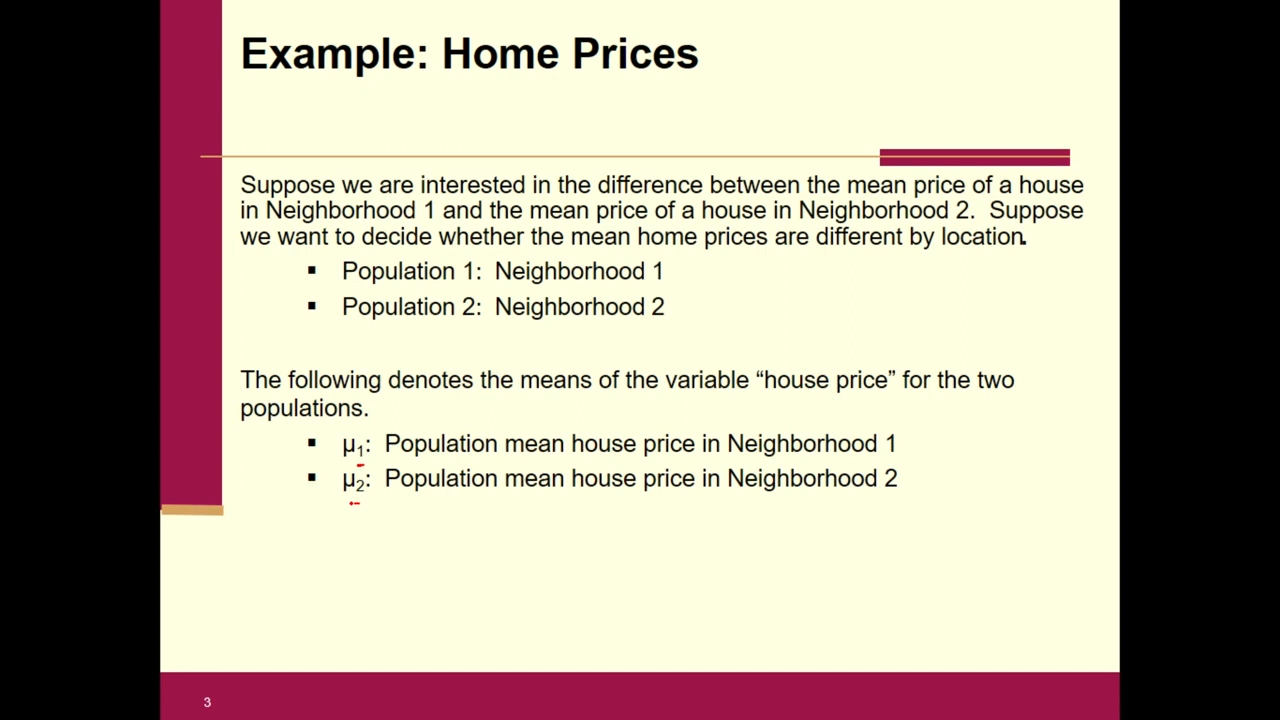 Example: Home Prices
Suppose we are interested in the difference between the mean price of a house
in Neighborhood 1 and the mean price of a house in Neighborhood 2.  Suppose
we want to decide whether the mean home prices are different by location.
▪ Population 1:  Neighborhood 1
▪ Population 2:  Neighborhood 2
The following denotes the means of the variable “house price” for the two
populations.
▪ μ₁:  Population mean house price in Neighborhood 1
▪ μ₂:  Population mean house price in Neighborhood 2
3